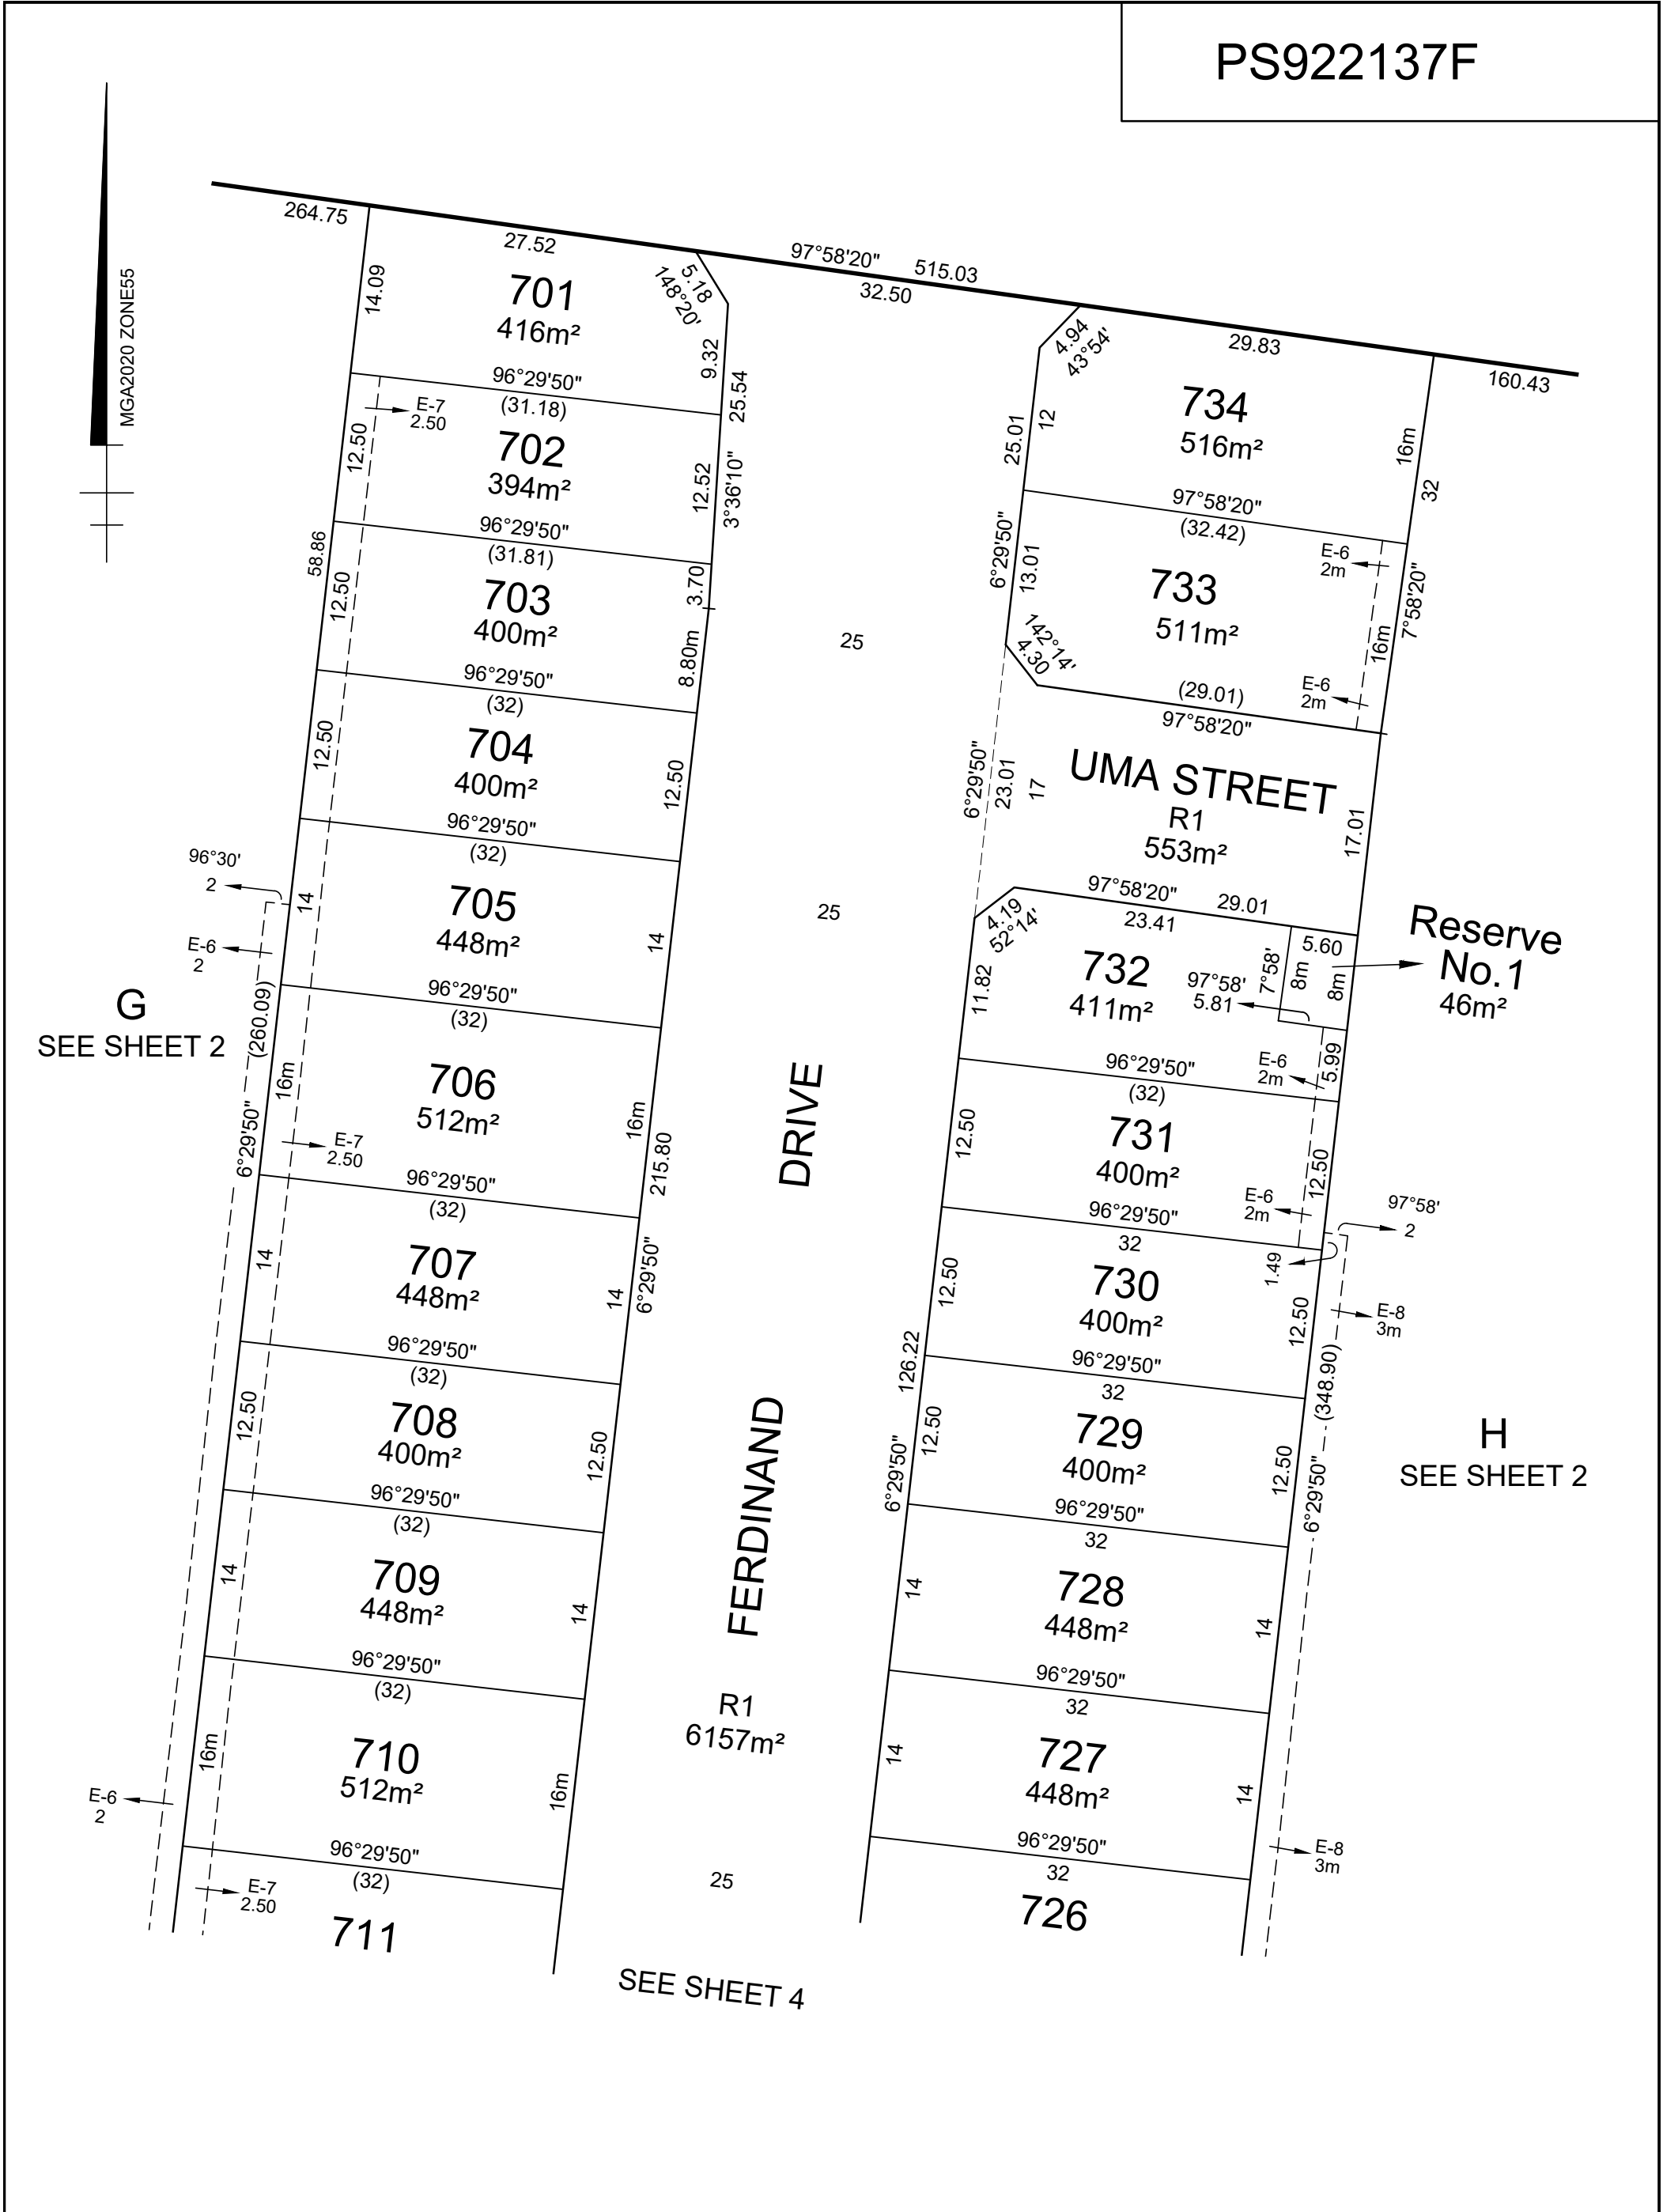 PS922137F
MGA2020 ZONE55
264.75
27.52
97°58'20"
515.03
32.50
29.83
160.43
14.09
701
416m²
5.18
148°20'
9.32
25.54
96°29'50"
(31.18)
E-7
2.50
12.50
702
394m²
12.52
3°36'10"
96°29'50"
(31.81)
58.86
12.50
703
400m²
3.70
8.80m
96°29'50"
(32)
12.50
704
400m²
12.50
96°29'50"
(32)
96°30'
2
14
705
448m²
14
E-6
2
96°29'50"
(32)
G
SEE SHEET 2
(260.09)
6°29'50"
16m
706
512m²
16m
215.80
E-7
2.50
96°29'50"
(32)
14
707
448m²
14
6°29'50"
96°29'50"
(32)
12.50
708
400m²
12.50
96°29'50"
(32)
14
709
448m²
14
96°29'50"
(32)
16m
710
512m²
16m
E-6
2
96°29'50"
(32)
E-7
2.50
711
25
25
DRIVE
FERDINAND
R1
6157m²
25
SEE SHEET 4
4.94
43°54'
734
516m²
25.01
12
16m
32
97°58'20"
(32.42)
6°29'50"
13.01
733
511m²
E-6
2m
16m
7°58'20"
142°14'
4.30
E-6
2m
(29.01)
97°58'20"
6°29'50"
23.01
17
UMA STREET
R1
553m²
17.01
97°58'20"
29.01
4.19
52°14'
23.41
5.60
Reserve
No.1
46m²
732
411m²
11.82
97°58'
5.81
7°58'
8m
8m
E-6
2m
5.99
96°29'50"
(32)
12.50
731
400m²
12.50
E-6
2m
97°58'
2
96°29'50"
32
1.49
12.50
730
400m²
12.50
E-8
3m
96°29'50"
32
126.22
(348.90)
12.50
729
400m²
12.50
6°29'50"
6°29'50"
H
SEE SHEET 2
96°29'50"
32
14
728
448m²
14
96°29'50"
32
14
727
448m²
14
96°29'50"
32
E-8
3m
726